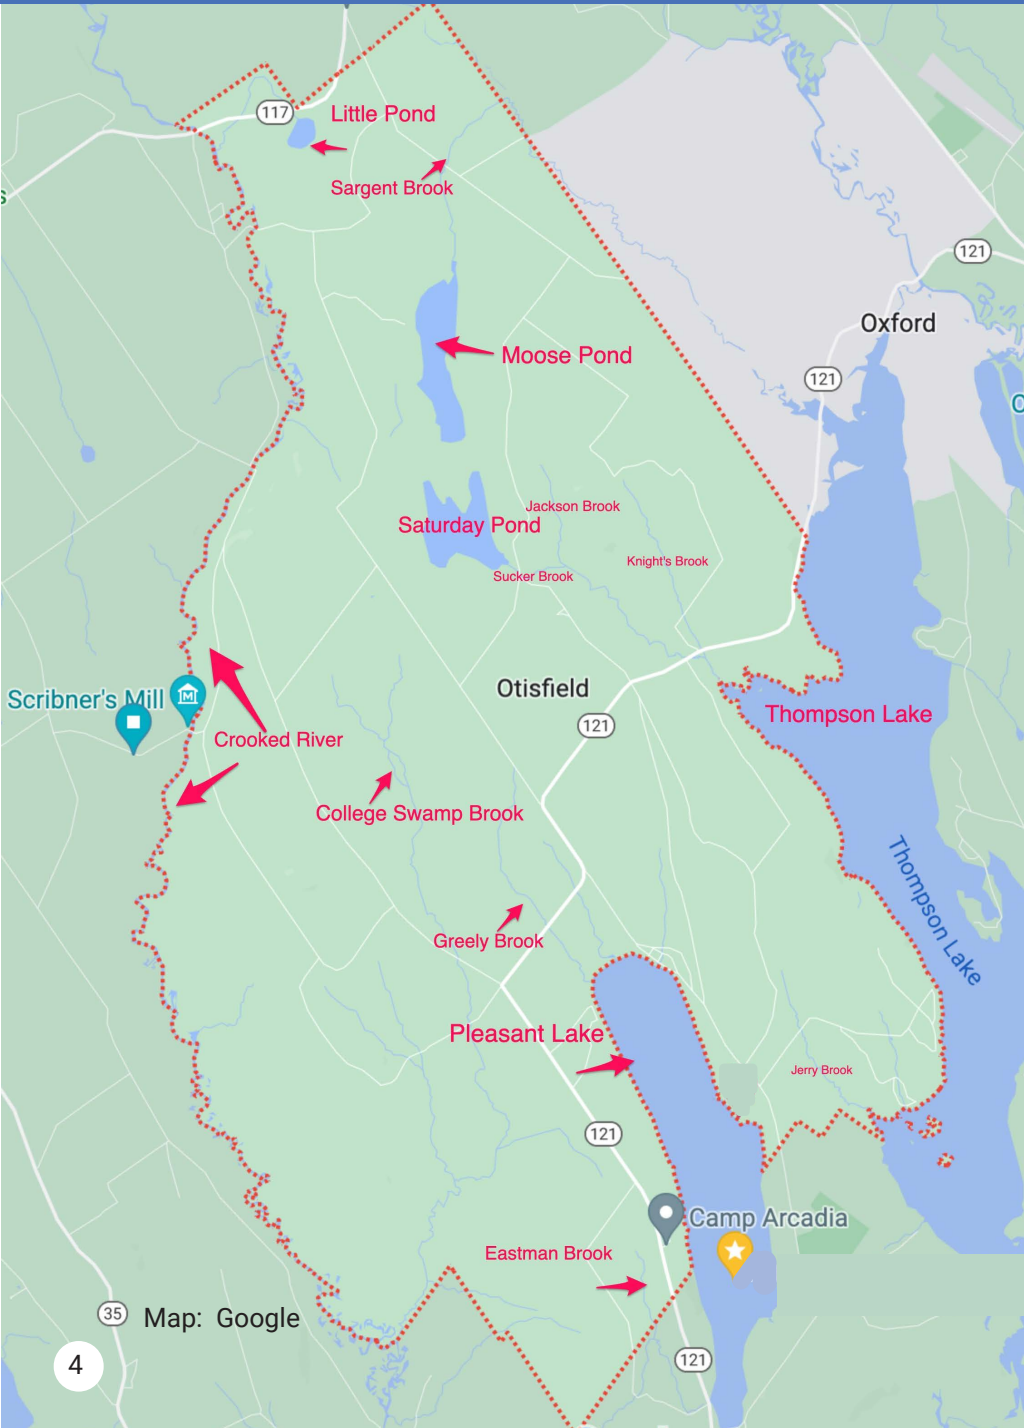 117
Little Pond
Sargent Brook
121
Oxford
Moose Pond
121
Jackson Brook
Saturday Pond
Knight's Brook
Sucker Brook
Otisfield
Scribner's Mill
Thompson Lake
121
Crooked River
College Swamp Brook
Thompson Lake
Greely Brook
Pleasant Lake
Jerry Brook
121
Camp Arcadia
Eastman Brook
35
Map: Google
121
4